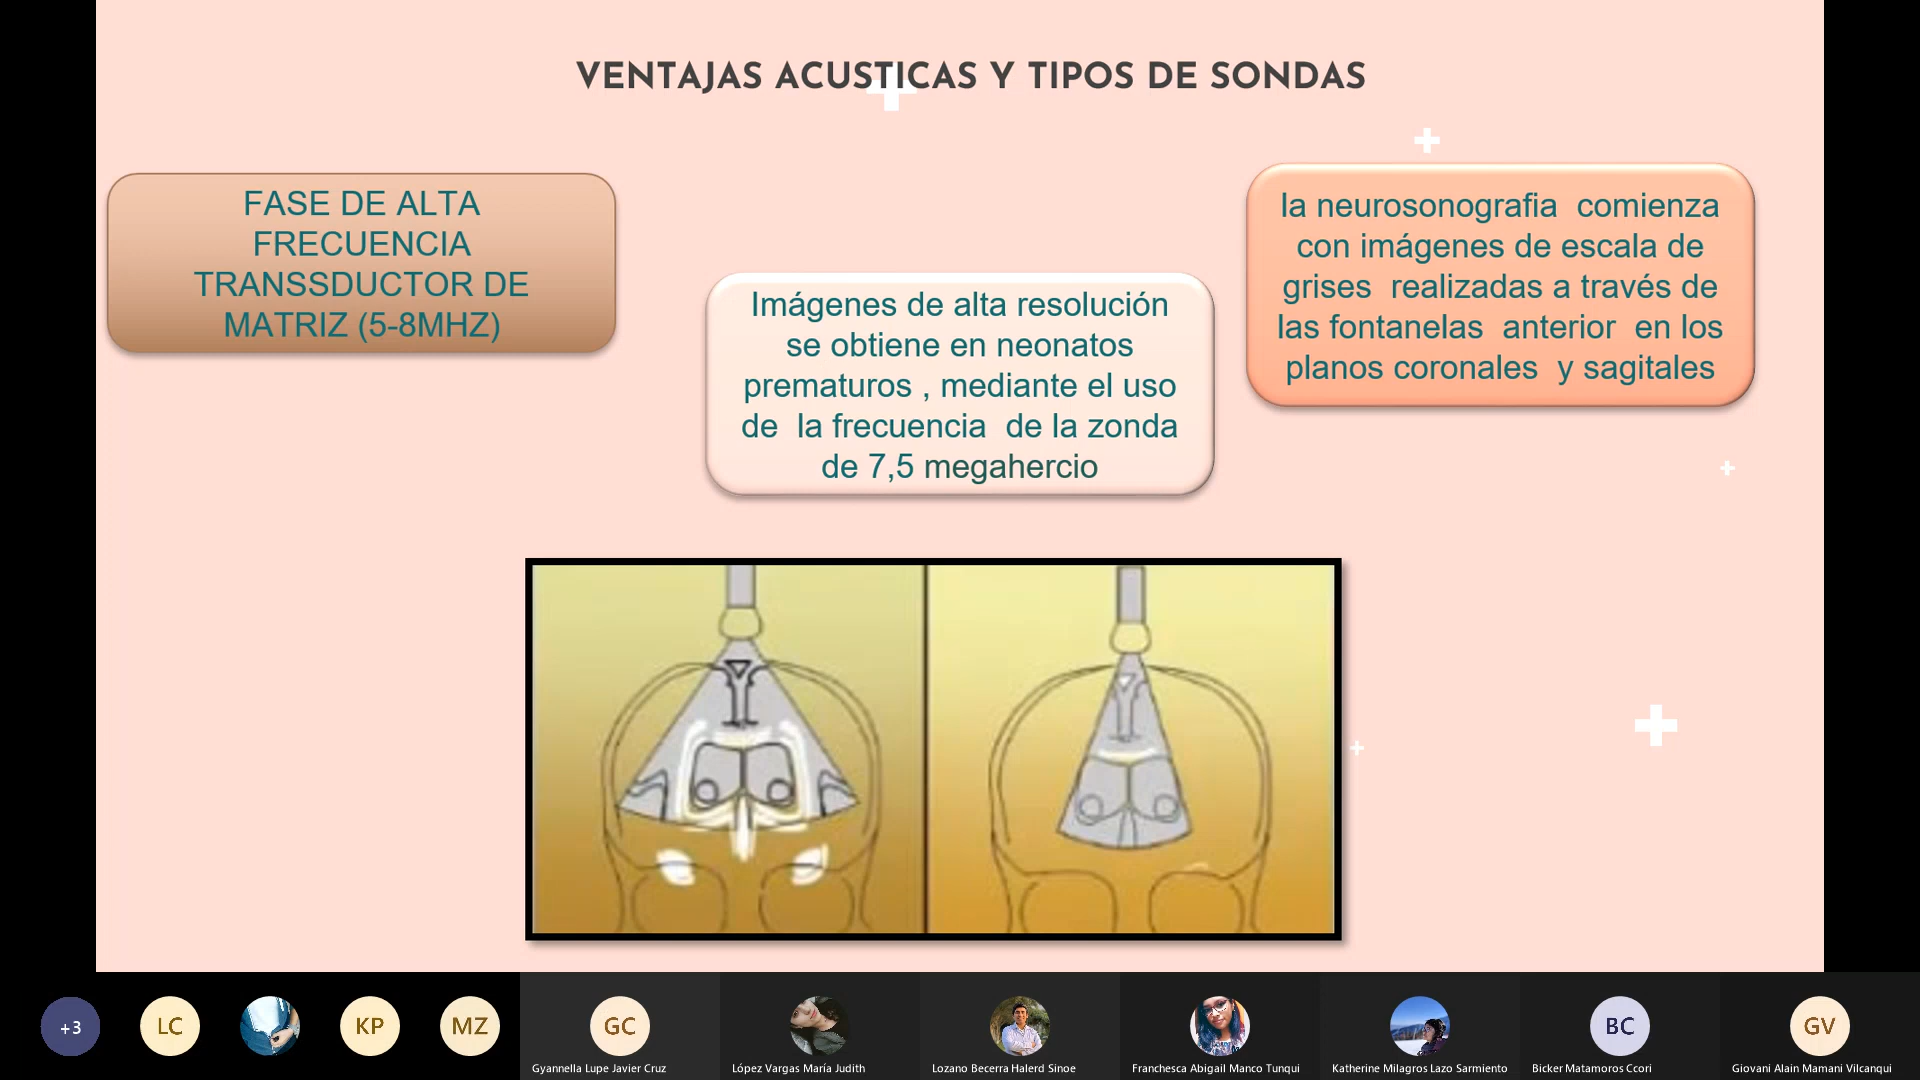 VENTAJAS ACUSTICAS Y TIPOS DE SONDAS
FASE DE ALTA
FRECUENCIA
TRANSSDUCTOR DE
MATRIZ (5-8MHZ)
Imágenes de alta resolución
se obtiene en neonatos
prematuros , mediante el uso
de la frecuencia de la zonda
de 7,5 megahercio
la neurosonografia comienza
con imágenes de escala de
grises realizadas a través de
las fontanelas anterior en los
planos coronales y sagitales
+3
LC
KP
MZ
GC
BC
GV
Gyannella Lupe Javier Cruz
López Vargas María Judith
Lozano Becerra Halerd Sinoe
Franchesca Abigail Manco Tunqui
Katherine Milagros Lazo Sarmiento
Bicker Matamoros Ccori
Giovani Alain Mamani Vilcanqui